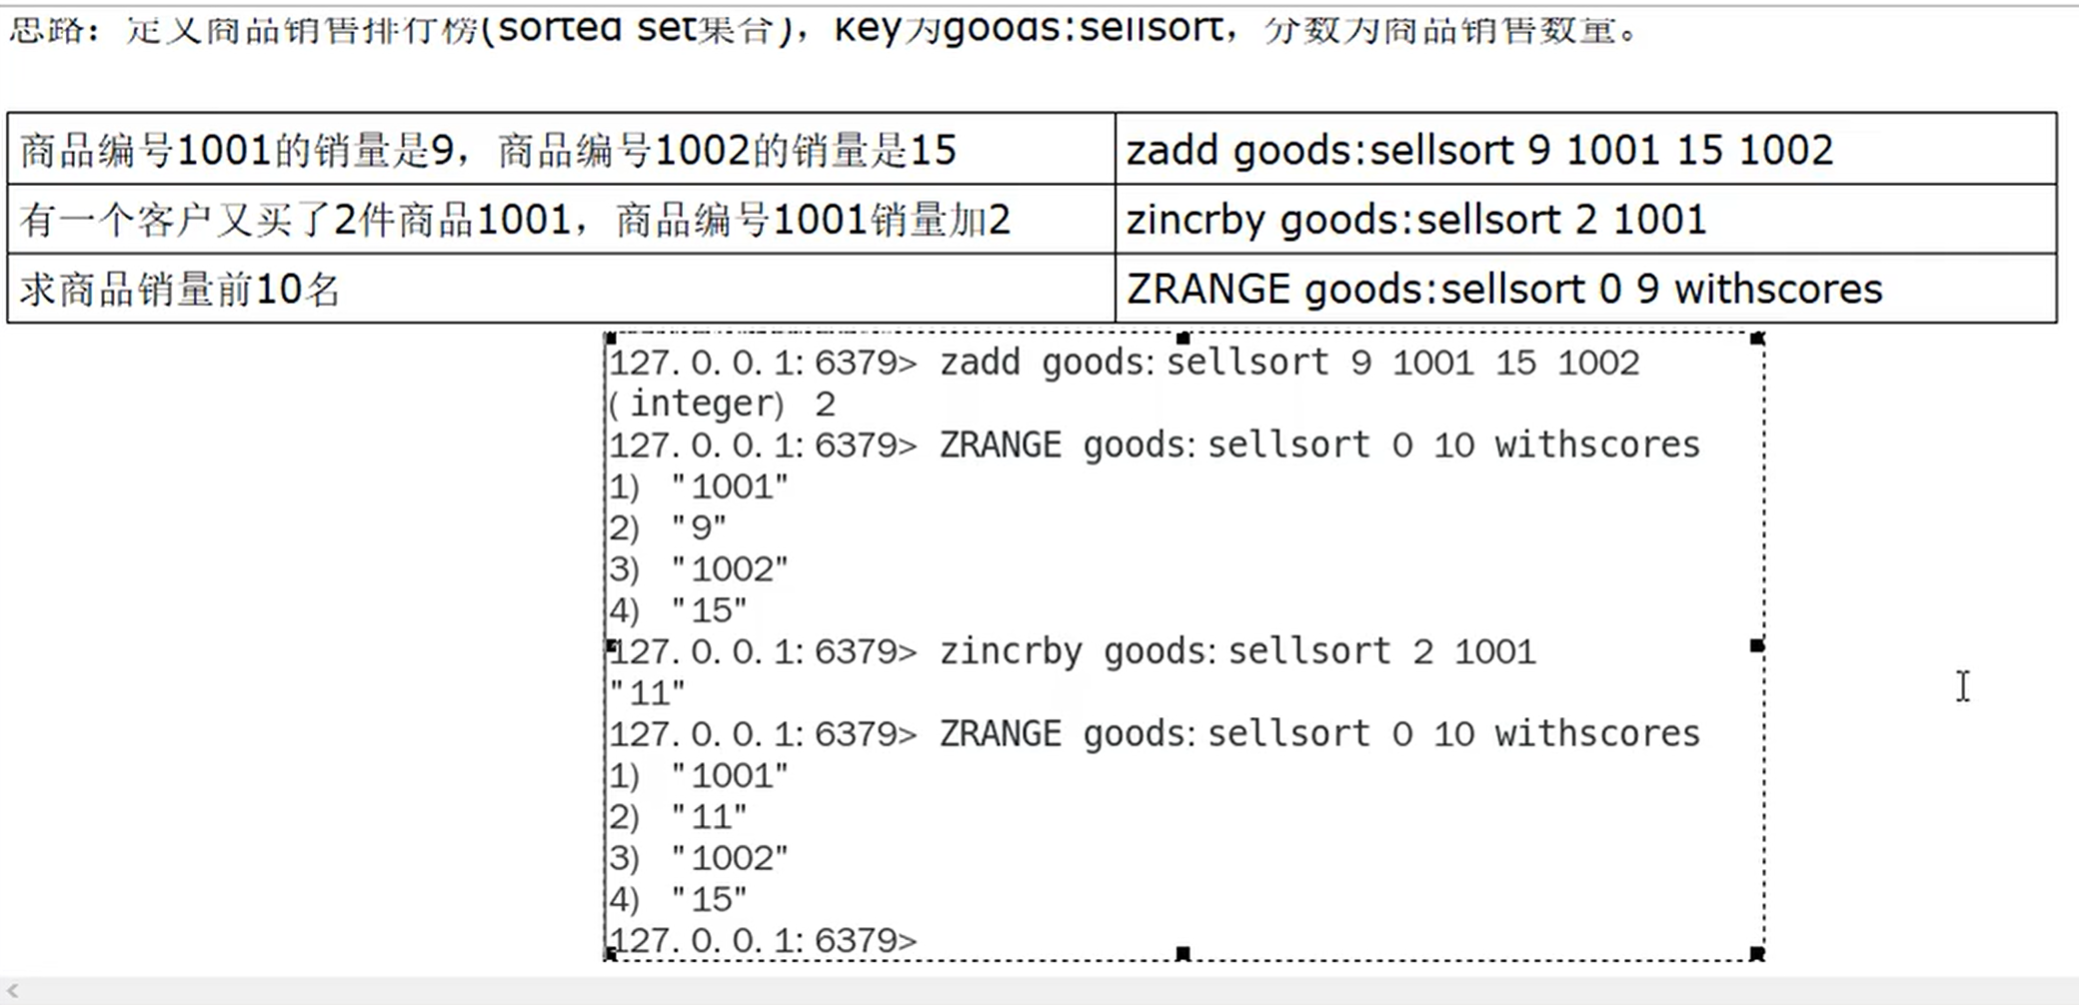 思路：定义商品销售排行榜(sorted set集合)，key为goods:sellsort，分数为商品销售数量。
商品编号1001的销量是9，商品编号1002的销量是15 zadd goods:sellsort 9 1001 15 1002
有一个客户又买了2件商品1001，商品编号1001销量加2 zincrby goods:sellsort 2 1001
求商品销量前10名 ZRANGE goods:sellsort 0 9 withscores
127.0.0.1:6379> zadd goods:sellsort 9 1001 15 1002
(integer) 2
127.0.0.1:6379> ZRANGE goods:sellsort 0 10 withscores
1) "1001"
2) "9"
3) "1002"
4) "15"
127.0.0.1:6379> zincrby goods:sellsort 2 1001
"11"
127.0.0.1:6379> ZRANGE goods:sellsort 0 10 withscores
1) "1001"
2) "11"
3) "1002"
4) "15"
127.0.0.1:6379>